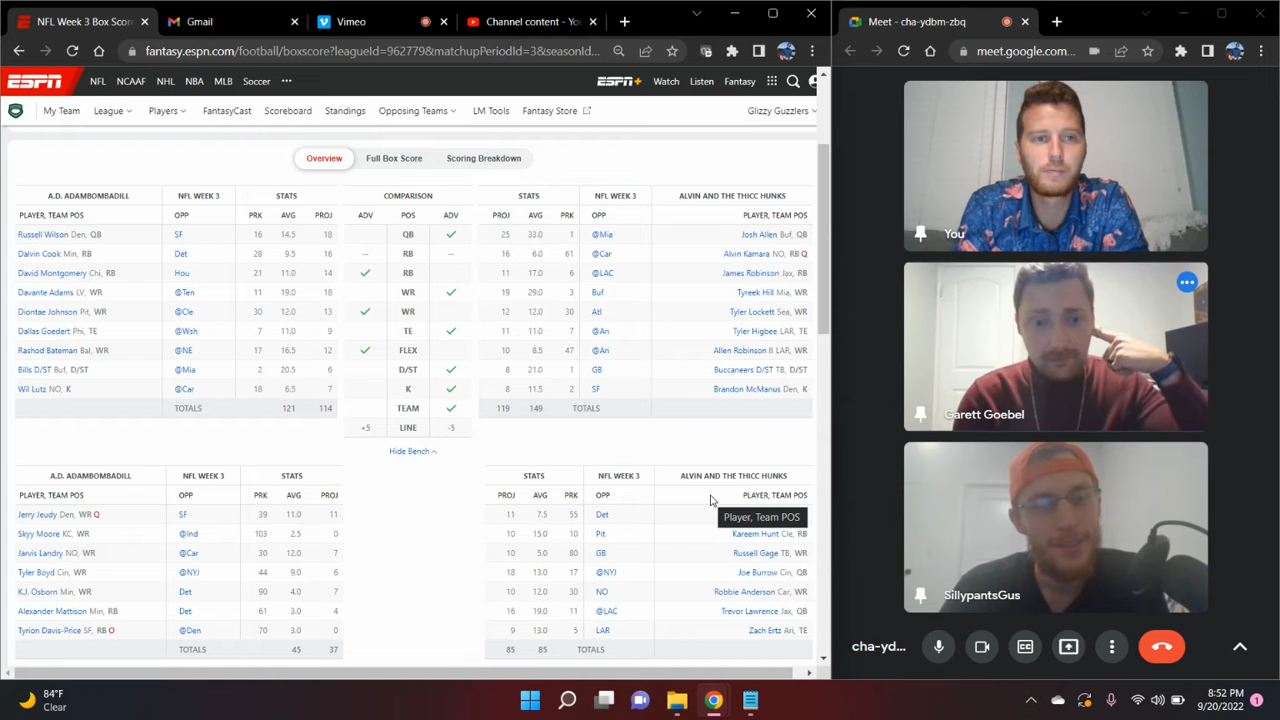 NFL Week 3 Box Scor
Gmail
Vimeo
Channel content - You
Meet - cha-ydbm-zbq
fantasy.espn.com/football/boxscore?leagueId=962779&matchupPeriodId=3&seasonI...
meet.google.com...
ESPN
NFL NCAAF NHL NBA MLB Soccer ...
ESPN+ Watch Listen Fantasy
My Team League Players FantasyCast Scoreboard Standings Opposing Teams LM Tools Fantasy Store Glizzy Guzzlers
Overview Full Box Score Scoring Breakdown
A.D. ADAMBOMBADILL NFL WEEK 3 STATS COMPARISON STATS NFL WEEK 3 ALVIN AND THE THICC HUNKS
PLAYER, TEAM POS OPP PRK AVG PROJ ADV POS ADV PROJ AVG PRK OPP PLAYER, TEAM POS
Russell Wilson Den, QB SF 16 14.5 18 QB 25 33.0 1 @Mia Josh Allen Buf, QB
Dalvin Cook Min, RB Det 28 9.5 16 -- RB -- 16 6.0 61 @Car Alvin Kamara NO, RB Q
David Montgomery Chi, RB Hou 21 11.0 14 RB 11 17.0 6 @LAC James Robinson Jax, RB
Davante Adams LV, WR @Ten 11 19.0 18 WR 19 29.0 3 Buf Tyreek Hill Mia, WR
Diontae Johnson Pit, WR @Cle 30 12.0 13 WR 12 12.0 30 Atl Tyler Lockett Sea, WR
Dallas Goedert Phi, TE @Wsh 7 11.0 9 TE 11 11.0 7 @Ari Tyler Higbee LAR, TE
Rashod Bateman Bal, WR @NE 17 16.5 12 FLEX 10 8.5 47 @Ari Allen Robinson II LAR, WR
Bills D/ST Buf, D/ST @Mia 2 20.5 6 D/ST 8 21.0 1 GB Buccaneers D/ST TB, D/ST
Wil Lutz NO, K @Car 18 6.5 7 K 8 11.5 2 SF Brandon McManus Den, K
TOTALS 121 114 TEAM 119 149 TOTALS
+5 LINE -5
Hide Bench
A.D. ADAMBOMBADILL NFL WEEK 3 STATS STATS NFL WEEK 3 ALVIN AND THE THICC HUNKS
PLAYER, TEAM POS OPP PRK AVG PROJ PROJ AVG PRK OPP PLAYER, TEAM POS
Jerry Jeudy Den, WR Q SF 39 11.0 11 11 7.5 55 Det
Player, Team POS
Skyy Moore KC, WR @Ind 103 2.5 0 10 15.0 10 Pit Kareem Hunt Cle, RB
Jarvis Landry NO, WR @Car 30 12.0 12 10 5.0 80 GB Russell Gage TB, WR
Tyler Boyd Cin, WR @NYJ 44 9.0 6 18 13.0 17 @NYJ Joe Burrow Cin, QB
K.J. Osborn Min, WR Det 90 4.0 7 10 12.0 30 NO Robbie Anderson Car, WR
Alexander Mattison Min, RB Det 61 3.0 4 16 19.0 11 @LAC Trevor Lawrence Jax, QB
Tyrion Davis-Price SF, RB O @Den 70 3.0 0 9 13.0 5 LAR Zach Ertz Ari, TE
TOTALS 45 37 85 85 TOTALS
You
Garett Goebel
SillypantsGus
cha-yd...
84°F
Clear
8:52 PM
9/20/2022
1